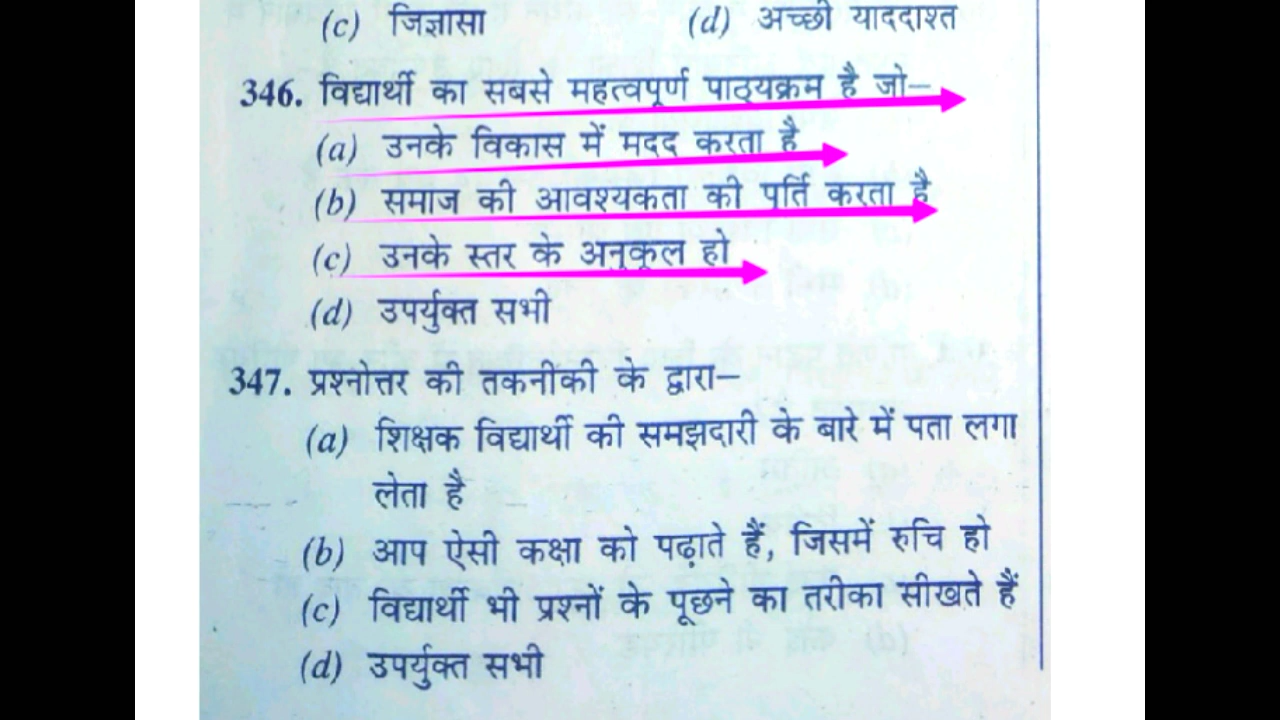 (c) जिज्ञासा (d) अच्छी याददाश्त
346. विद्यार्थी का सबसे महत्वपूर्ण पाठ्यक्रम है जो–
(a) उनके विकास में मदद करता है
(b) समाज की आवश्यकता की पूर्ति करता है
(c) उनके स्तर के अनुकूल हो
(d) उपर्युक्त सभी
347. प्रश्नोत्तर की तकनीकी के द्वारा–
(a) शिक्षक विद्यार्थी की समझदारी के बारे में पता लगा
लेता है
(b) आप ऐसी कक्षा को पढ़ाते हैं, जिसमें रुचि हो
(c) विद्यार्थी भी प्रश्नों के पूछने का तरीका सीखते हैं
(d) उपर्युक्त सभी